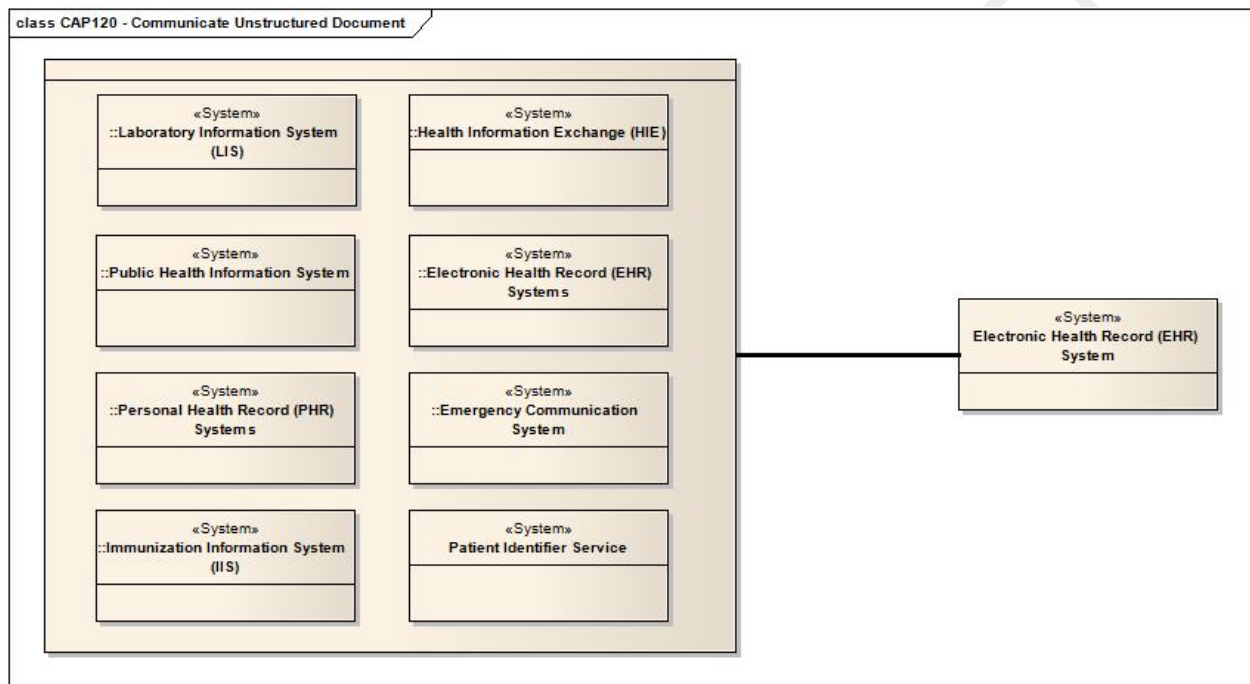 class CAP120 - Communicate Unstructured Document
«System»
::Laboratory Information System
(LIS)
«System»
::Health Information Exchange (HIE)
«System»
::Public Health Information System
«System»
::Electronic Health Record (EHR)
Systems
«System»
::Personal Health Record (PHR)
Systems
«System»
::Emergency Communication
System
«System»
::Immunization Information System
(IIS)
«System»
Patient Identifier Service
«System»
Electronic Health Record (EHR)
System